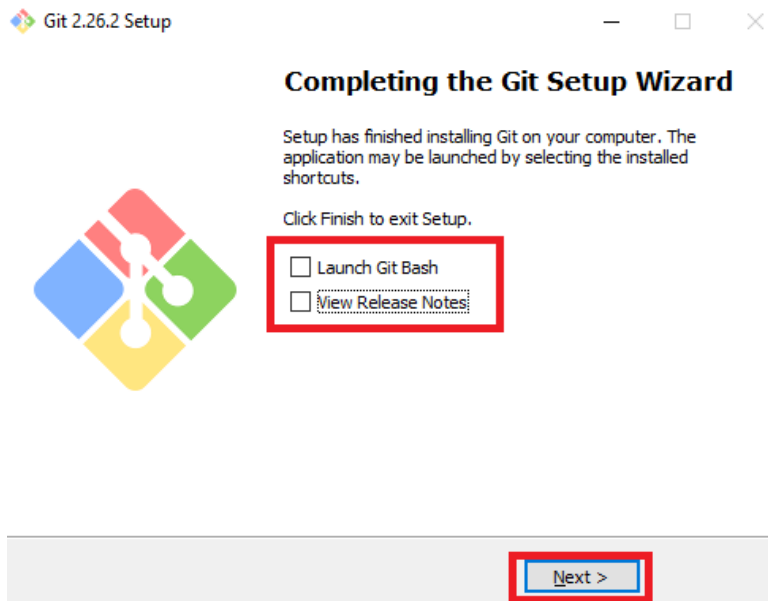 Git 2.26.2 Setup
Completing the Git Setup Wizard
Setup has finished installing Git on your computer. The
application may be launched by selecting the installed
shortcuts.
Click Finish to exit Setup.
Launch Git Bash
View Release Notes
Next >